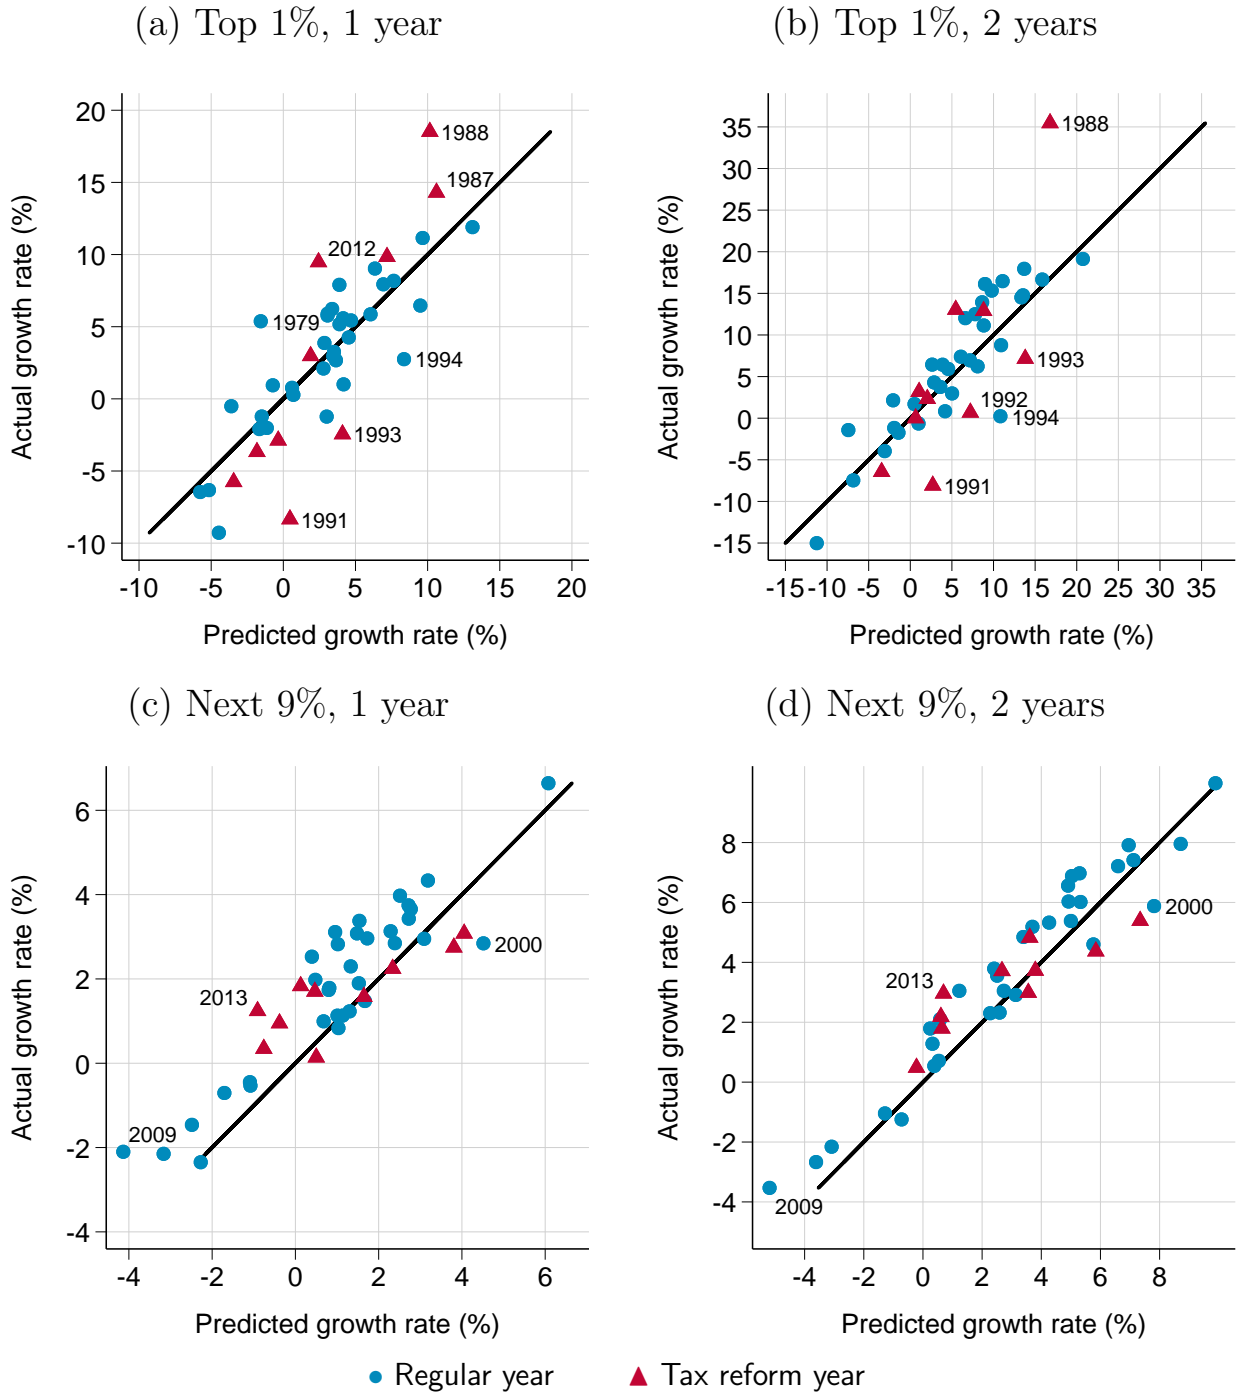 (a) Top 1%, 1 year
Actual growth rate (%)
20
15
10
5
0
-5
-10
1988
1987
2012
1979
1994
1993
1991
-10 -5 0 5 10 15 20
Predicted growth rate (%)
(b) Top 1%, 2 years
Actual growth rate (%)
35
30
25
20
15
10
5
0
-5
-10
-15
1988
1993
1992
1994
1991
-15 -10 -5 0 5 10 15 20 25 30 35
Predicted growth rate (%)
(c) Next 9%, 1 year
Actual growth rate (%)
6
4
2
0
-2
-4
2000
2013
2009
-4 -2 0 2 4 6
Predicted growth rate (%)
(d) Next 9%, 2 years
Actual growth rate (%)
8
6
4
2
0
-2
-4
2000
2013
2009
-4 -2 0 2 4 6 8
Predicted growth rate (%)
Regular year
Tax reform year